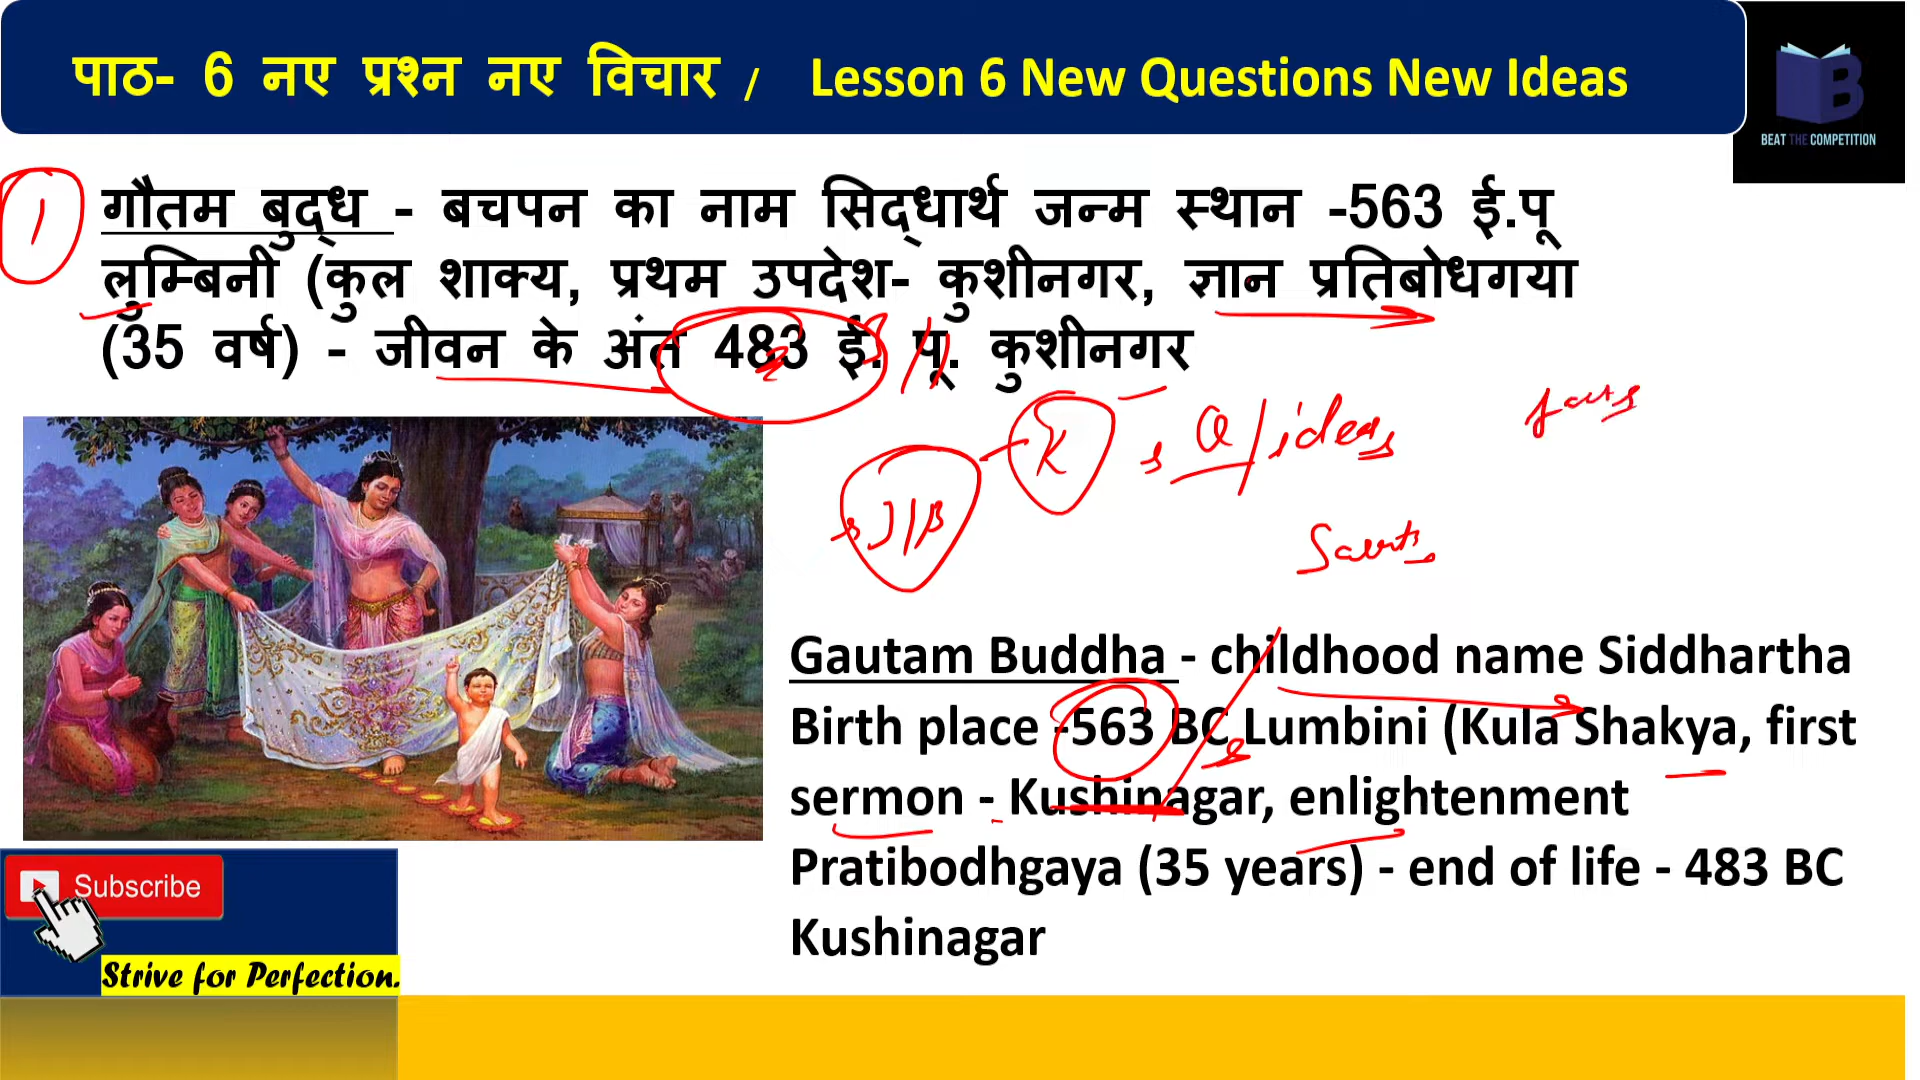 पाठ- 6 नए प्रश्न नए विचार / Lesson 6 New Questions New Ideas
BEAT THE COMPETITION
1
गौतम बुद्ध - बचपन का नाम सिद्धार्थ जन्म स्थान -563 ई.पू
लुम्बिनी (कुल शाक्य, प्रथम उपदेश- कुशीनगर, ज्ञान प्रतिबोधगया
(35 वर्ष) - जीवन के अंत 483 ई. पू. कुशीनगर
K Q/ideas
J/B
Gautam Buddha - childhood name Siddhartha
Birth place -563 BC Lumbini (Kula Shakya, first
sermon - Kushinagar, enlightenment
Pratibodhgaya (35 years) - end of life - 483 BC
Kushinagar
Subscribe
Strive for Perfection.